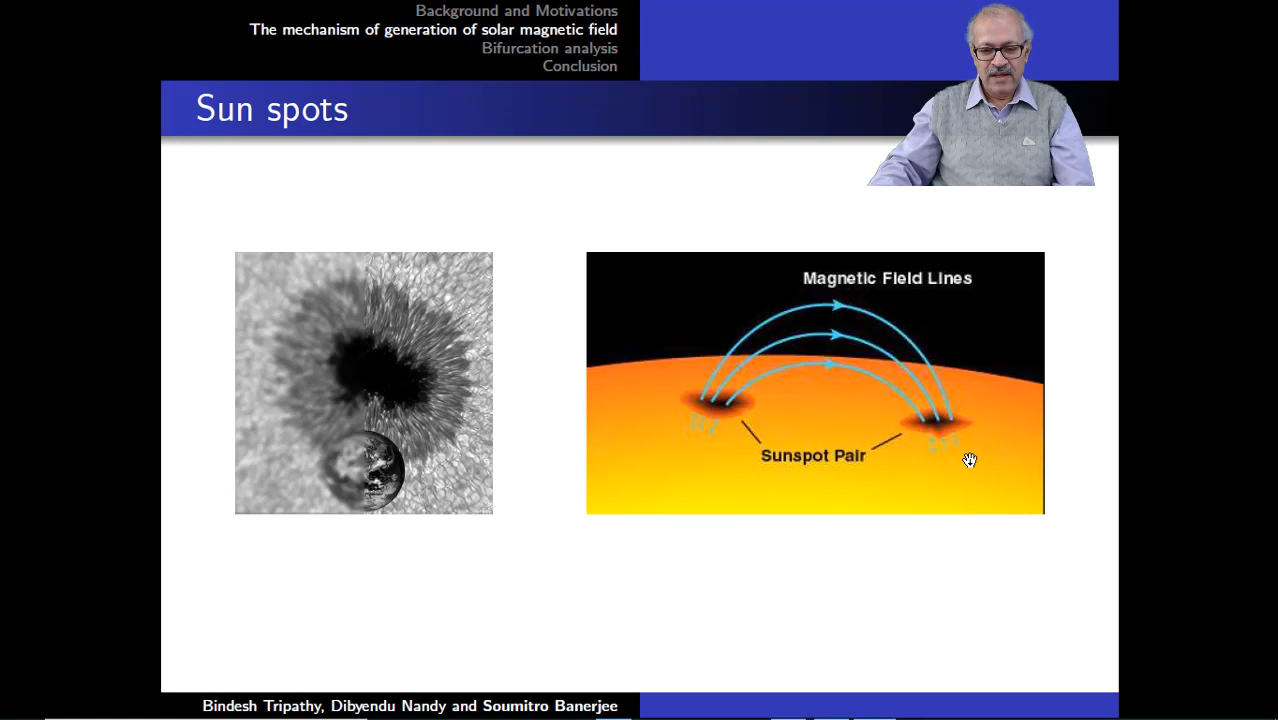 Background and Motivations
The mechanism of generation of solar magnetic field
Bifurcation analysis
Conclusion
Sun spots
Magnetic Field Lines
Sunspot Pair
Bindesh Tripathy, Dibyendu Nandy and Soumitro Banerjee